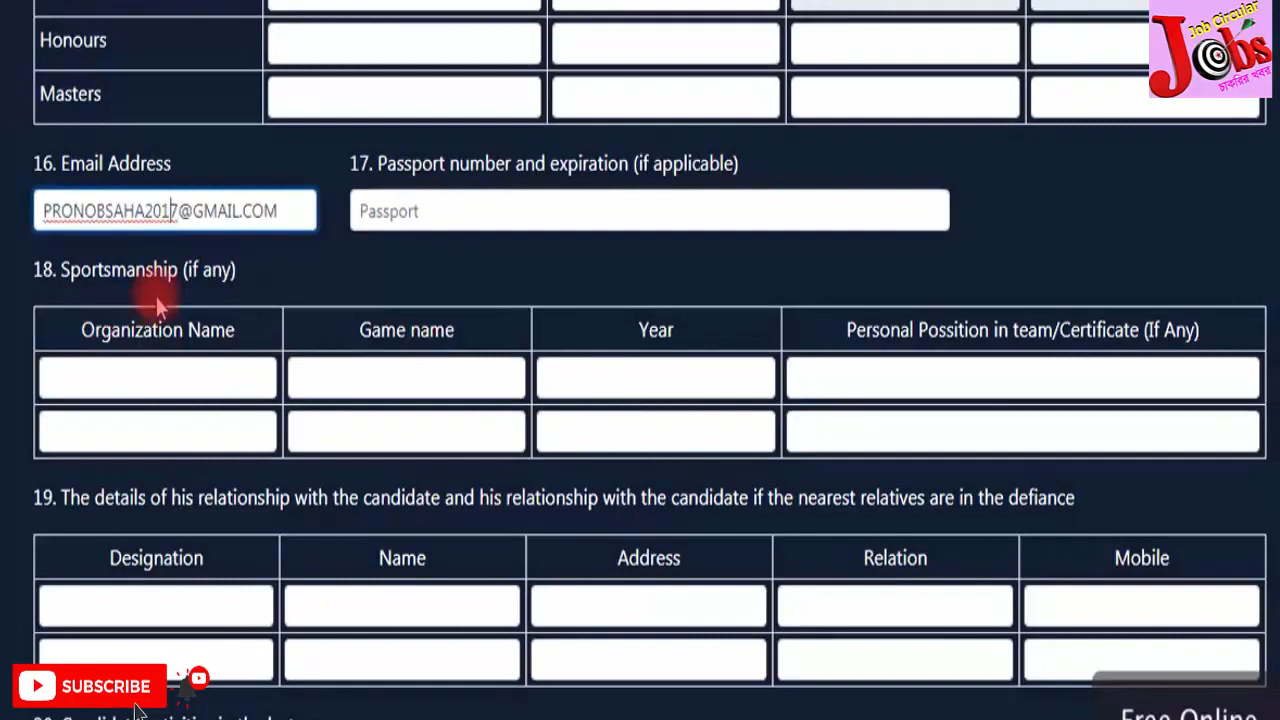 Honours
Masters
Job Circular
Jobs
চাকরির খবর
16. Email Address
17. Passport number and expiration (if applicable)
PRONOBSAHA2017@GMAIL.COM
Passport
18. Sportsmanship (if any)
Organization Name
Game name
Year
Personal Possition in team/Certificate (If Any)
19. The details of his relationship with the candidate and his relationship with the candidate if the nearest relatives are in the defiance
Designation
Name
Address
Relation
Mobile
SUBSCRIBE
Free Online